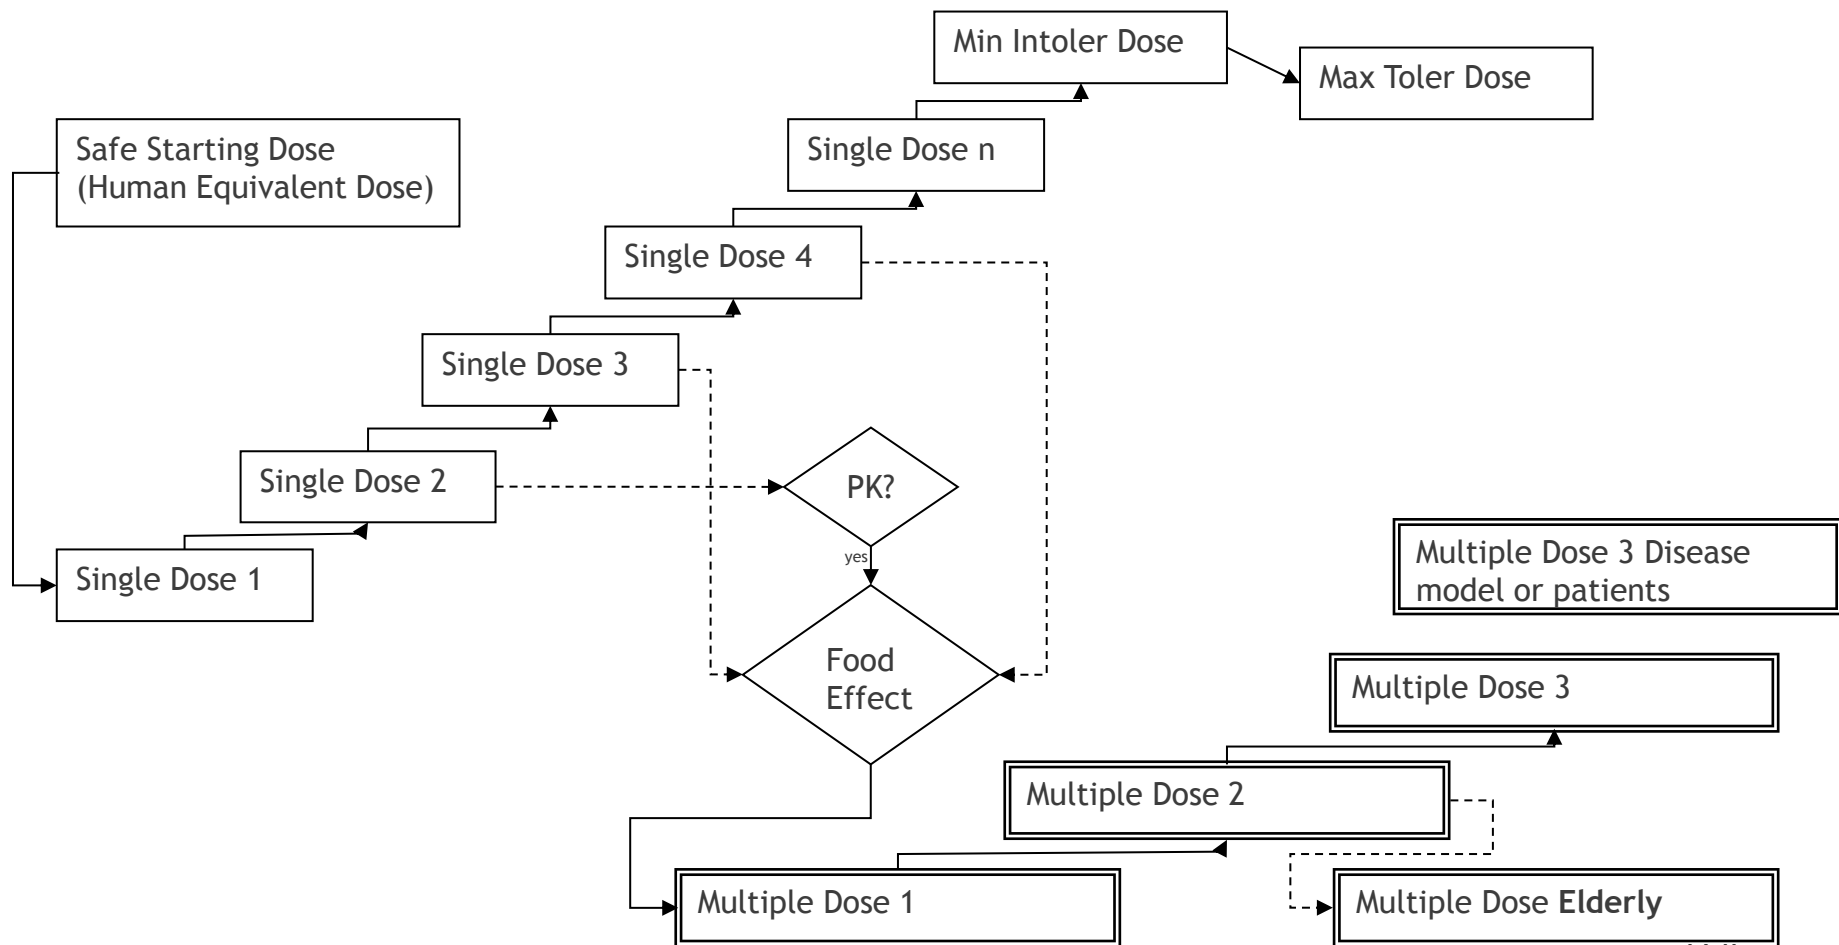 Min Intoler Dose
Max Toler Dose
Safe Starting Dose
(Human Equivalent Dose)
Single Dose n
Single Dose 4
Single Dose 3
Single Dose 2
PK?
yes
Single Dose 1
Multiple Dose 3 Disease
model or patients
Food
Effect
Multiple Dose 3
Multiple Dose 2
Multiple Dose 1
Multiple Dose Elderly